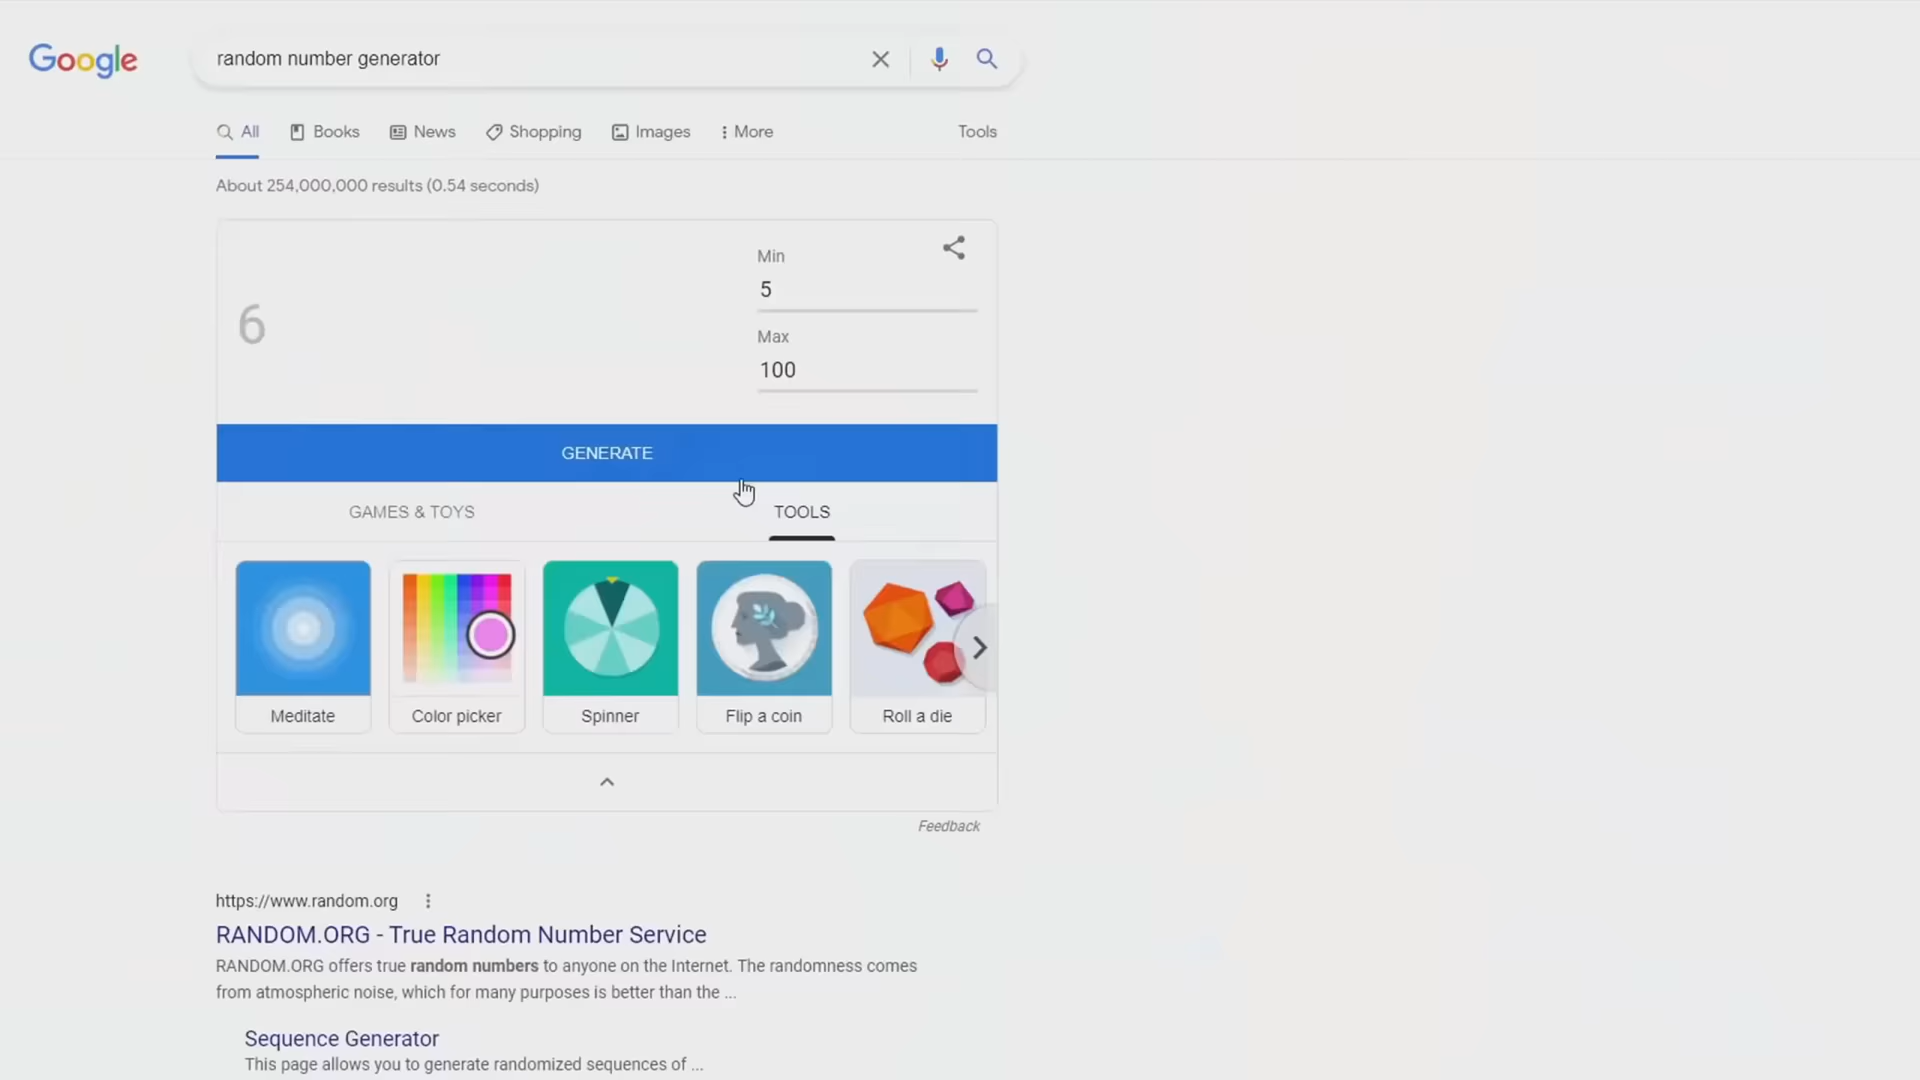 Google
random number generator
All
Books
News
Shopping
Images
More
Tools
About 254,000,000 results (0.54 seconds)
6
Min
5
Max
100
GENERATE
GAMES & TOYS
TOOLS
Meditate
Color picker
Spinner
Flip a coin
Roll a die
Feedback
https://www.random.org
RANDOM.ORG - True Random Number Service
RANDOM.ORG offers true random numbers to anyone on the Internet. The randomness comes
from atmospheric noise, which for many purposes is better than the ...
Sequence Generator
This page allows you to generate randomized sequences of ...